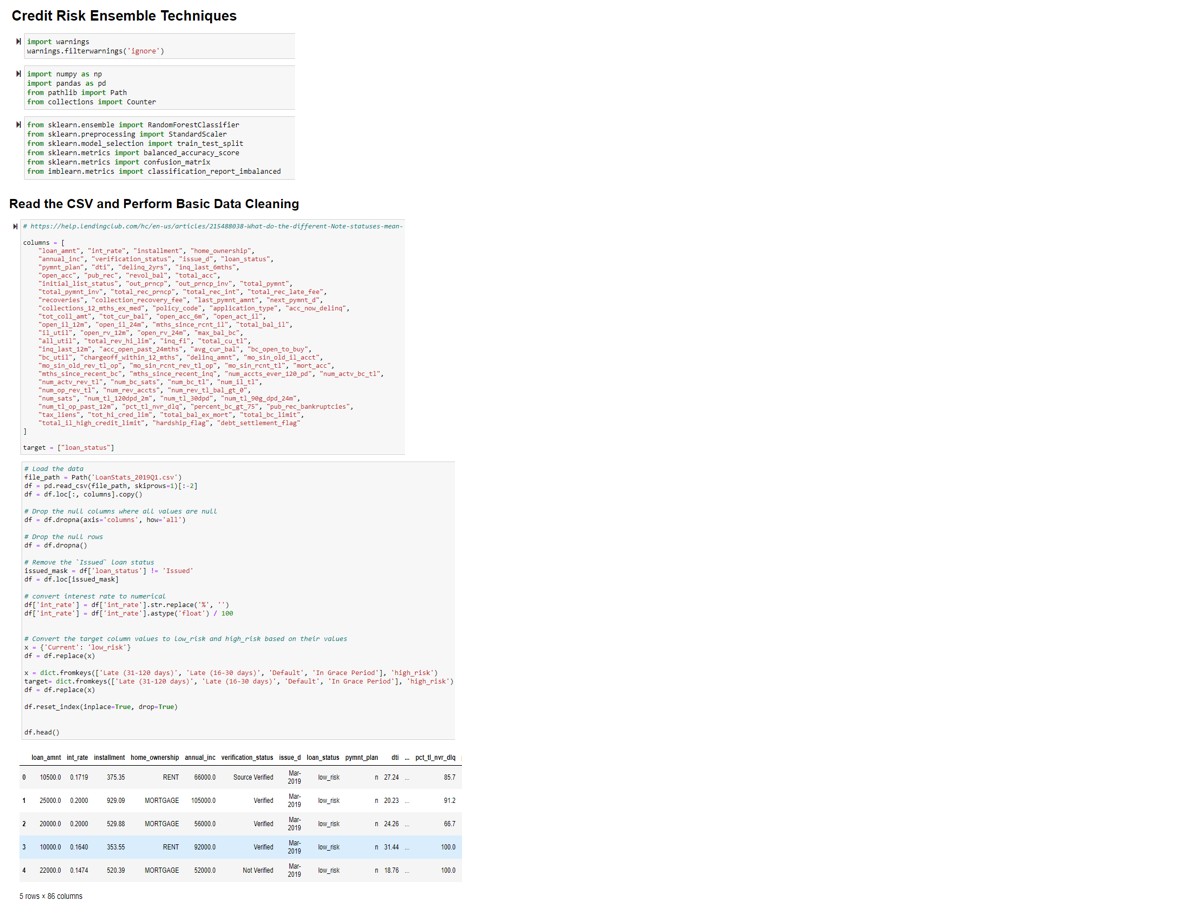 Credit Risk Ensemble Techniques
import warnings
warnings.filterwarnings('ignore')
import numpy as np
import pandas as pd
from pathlib import Path
from collections import Counter
from sklearn.ensemble import RandomForestClassifier
from sklearn.preprocessing import StandardScaler
from sklearn.model_selection import train_test_split
from sklearn.metrics import balanced_accuracy_score
from sklearn.metrics import confusion_matrix
from imblearn.metrics import classification_report_imbalanced
Read the CSV and Perform Basic Data Cleaning
# https://help.lendingclub.com/hc/en-us/articles/215488038-What-do-the-different-Note-statuses-mean-
columns = [
"loan_amnt", "int_rate", "installment", "home_ownership",
"annual_inc", "verification_status", "issue_d", "loan_status",
"pymnt_plan", "dti", "delinq_2yrs", "inq_last_6mths",
"open_acc", "pub_rec", "revol_bal", "total_acc",
"initial_list_status", "out_prncp", "out_prncp_inv", "total_pymnt",
"total_pymnt_inv", "total_rec_prncp", "total_rec_int", "total_rec_late_fee",
"recoveries", "collection_recovery_fee", "last_pymnt_amnt", "next_pymnt_d",
"collections_12_mths_ex_med", "policy_code", "application_type", "acc_now_delinq",
"tot_coll_amt", "tot_cur_bal", "open_acc_6m", "open_act_il",
"open_il_12m", "open_il_24m", "mths_since_rcnt_il", "total_bal_il",
"il_util", "open_rv_12m", "open_rv_24m", "max_bal_bc",
"all_util", "total_rev_hi_lim", "inq_fi", "total_cu_tl",
"inq_last_12m", "acc_open_past_24mths", "avg_cur_bal", "bc_open_to_buy",
"bc_util", "chargeoff_within_12_mths", "delinq_amnt", "mo_sin_old_il_acct",
"mo_sin_old_rev_tl_op", "mo_sin_rcnt_rev_tl_op", "mo_sin_rcnt_tl", "mort_acc",
"mths_since_recent_bc", "mths_since_recent_inq", "num_accts_ever_120_pd", "num_actv_bc_tl",
"num_actv_rev_tl", "num_bc_sats", "num_bc_tl", "num_il_tl",
"num_op_rev_tl", "num_rev_accts", "num_rev_tl_bal_gt_0",
"num_sats", "num_tl_120dpd_2m", "num_tl_30dpd", "num_tl_90g_dpd_24m",
"num_tl_op_past_12m", "pct_tl_nvr_dlq", "percent_bc_gt_75", "pub_rec_bankruptcies",
"tax_liens", "tot_hi_cred_lim", "total_bal_ex_mort", "total_bc_limit",
"total_il_high_credit_limit", "hardship_flag", "debt_settlement_flag"
]
target = ["loan_status"]
# Load the data
file_path = Path('LoanStats_2019Q1.csv')
df = pd.read_csv(file_path, skiprows=1)[:-2]
df = df.loc[:, columns].copy()
# Drop the null columns where all values are null
df = df.dropna(axis='columns', how='all')
# Drop the null rows
df = df.dropna()
# Remove the `Issued` loan status
issued_mask = df['loan_status'] != 'Issued'
df = df.loc[issued_mask]
# convert interest rate to numerical
df['int_rate'] = df['int_rate'].str.replace('%', '')
df['int_rate'] = df['int_rate'].astype('float') / 100
# Convert the target column values to low_risk and high_risk based on their values
x = {'Current': 'low_risk'}
df = df.replace(x)
x = dict.fromkeys(['Late (31-120 days)', 'Late (16-30 days)', 'Default', 'In Grace Period'], 'high_risk')
target= dict.fromkeys(['Late (31-120 days)', 'Late (16-30 days)', 'Default', 'In Grace Period'], 'high_risk')
df = df.replace(x)
df.reset_index(inplace=True, drop=True)
df.head()
loan_amnt int_rate installment home_ownership annual_inc verification_status issue_d loan_status pymnt_plan dti ... pct_tl_nvr_dlq
0 10500.0 0.1719 375.35 RENT 66000.0 Source Verified Mar-2019 low_risk n 27.24 ... 85.7
1 25000.0 0.2000 929.09 MORTGAGE 105000.0 Verified Mar-2019 low_risk n 20.23 ... 91.2
2 20000.0 0.2000 529.88 MORTGAGE 56000.0 Verified Mar-2019 low_risk n 24.26 ... 66.7
3 10000.0 0.1640 353.55 RENT 92000.0 Verified Mar-2019 low_risk n 31.44 ... 100.0
4 22000.0 0.1474 520.39 MORTGAGE 52000.0 Not Verified Mar-2019 low_risk n 18.76 ... 100.0
5 rows × 86 columns